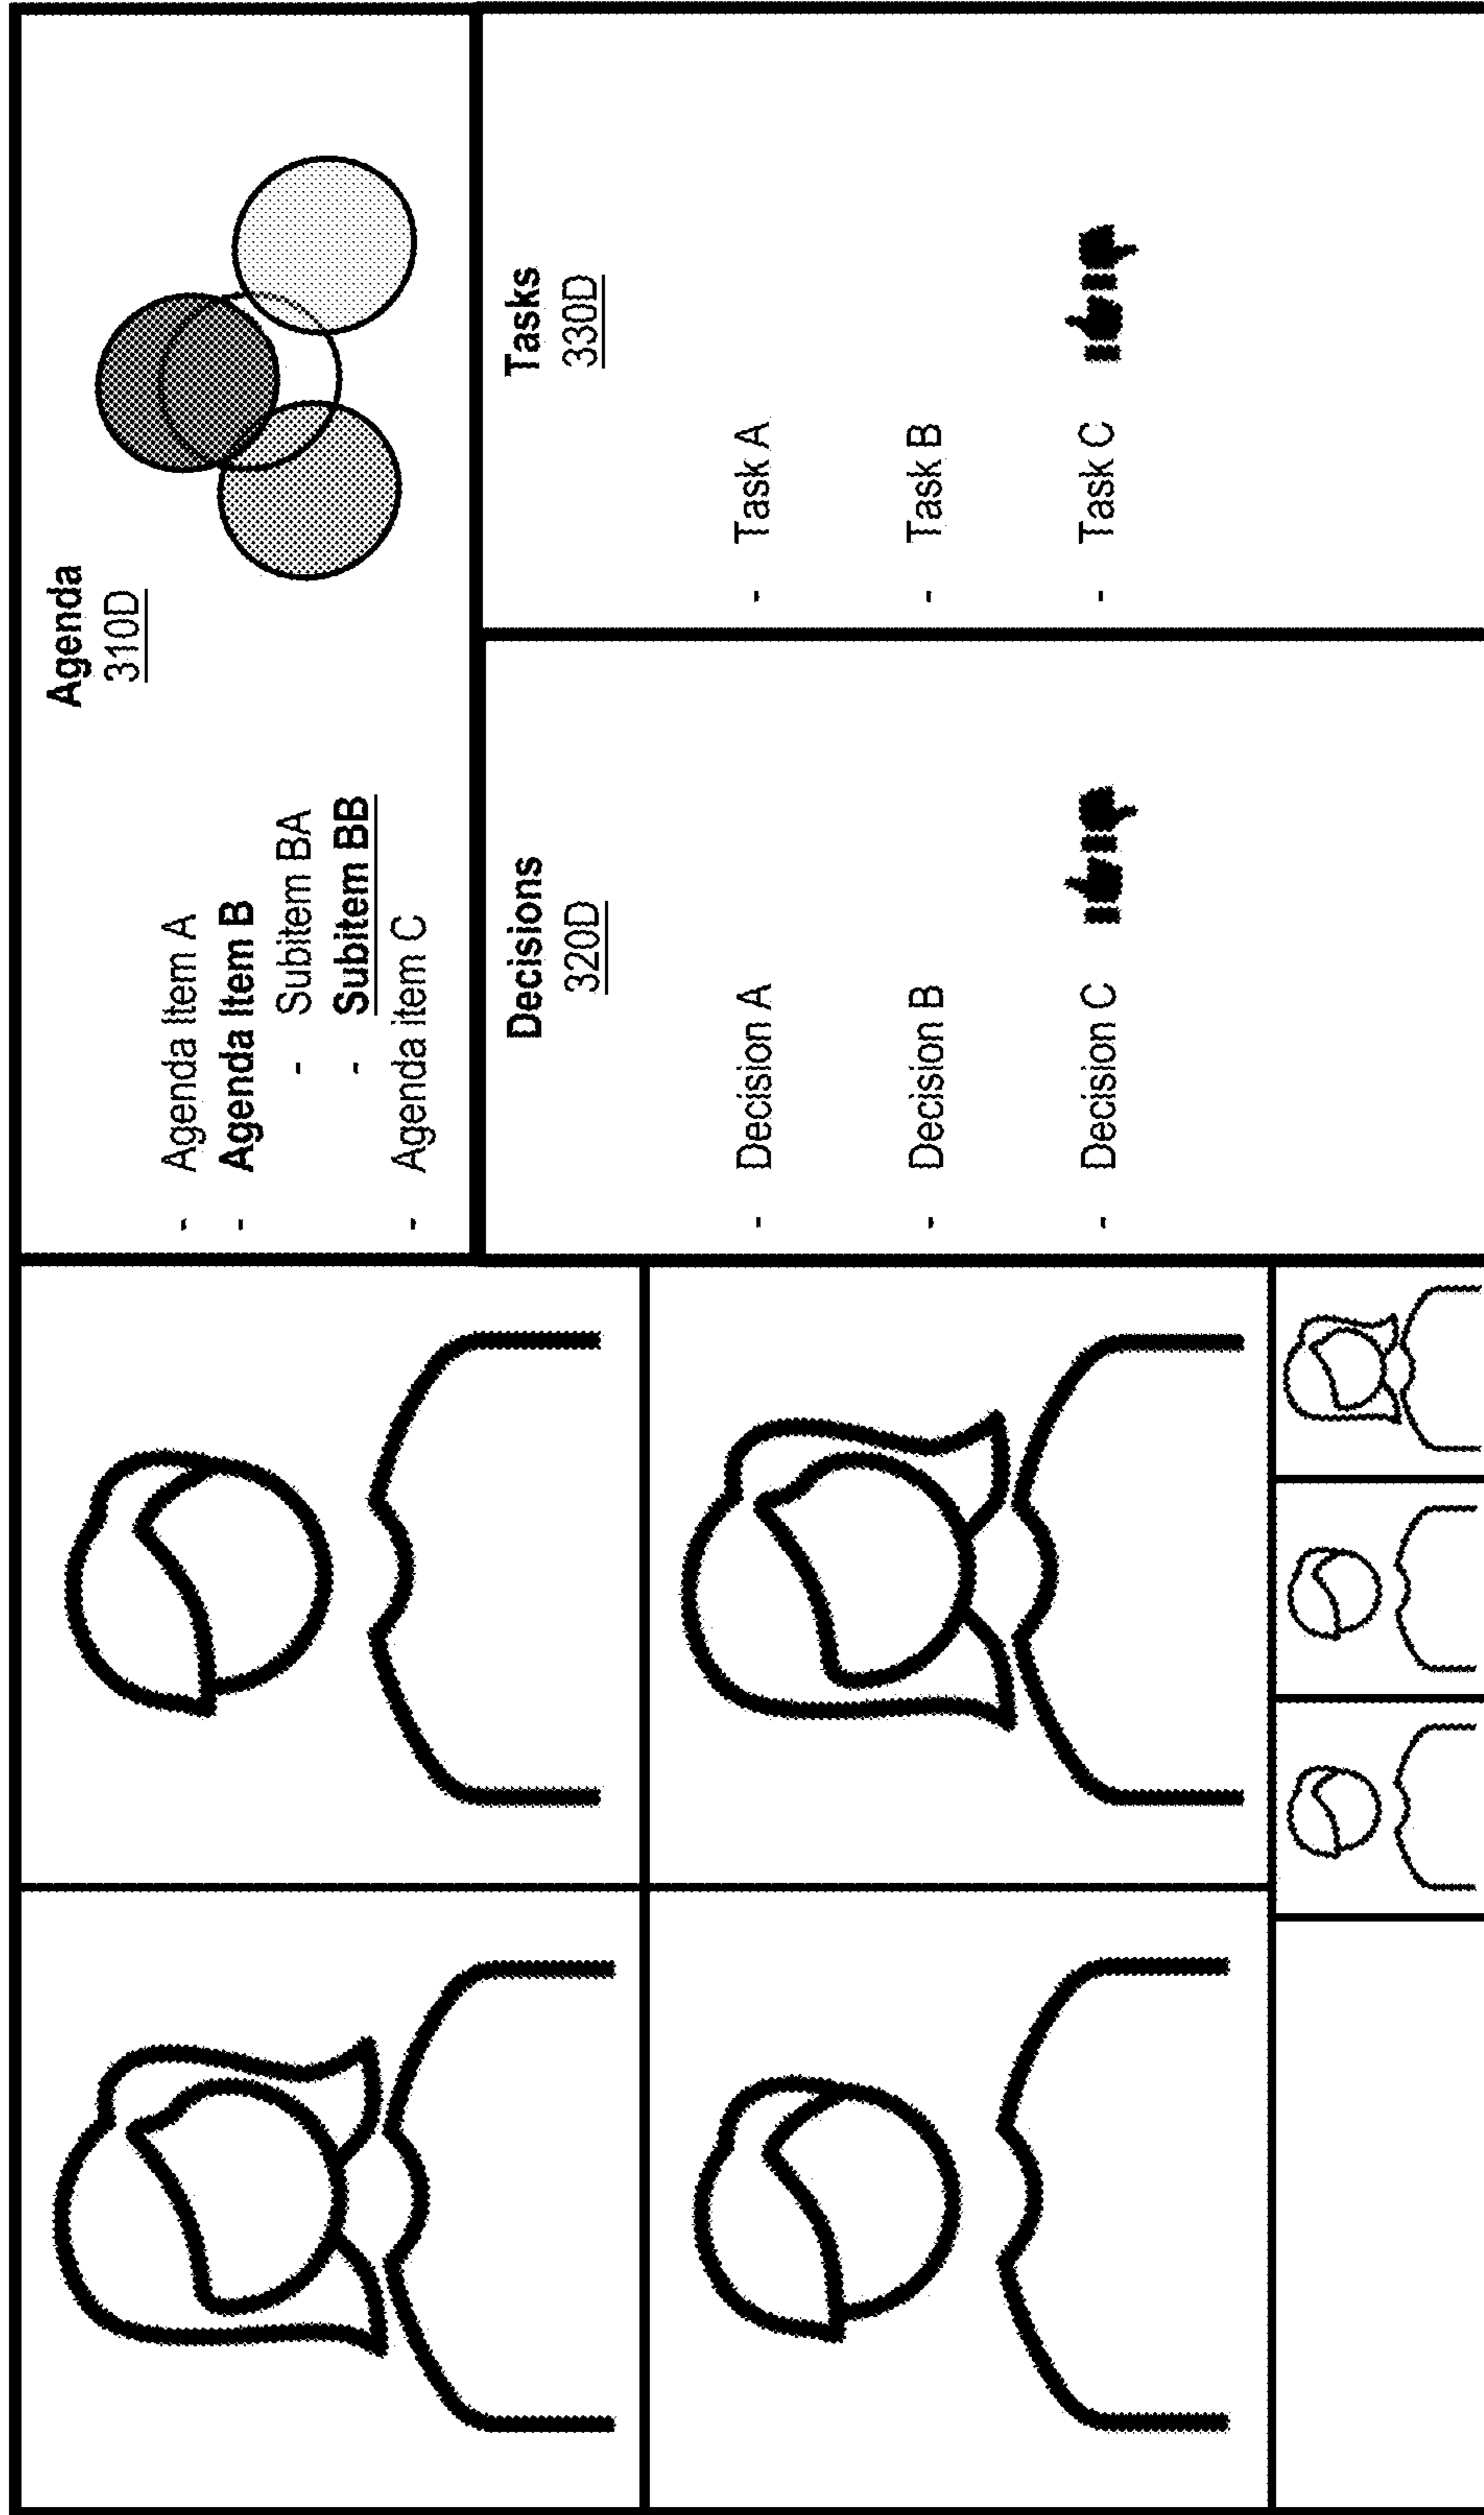 Agenda
310D
- Agenda Item A
- Agenda Item B
- Subitem BA
- Subitem BB
- Agenda item C
Decisions
320D
- Decision A
- Decision B
- Decision C
Tasks
330D
- Task A
- Task B
- Task C